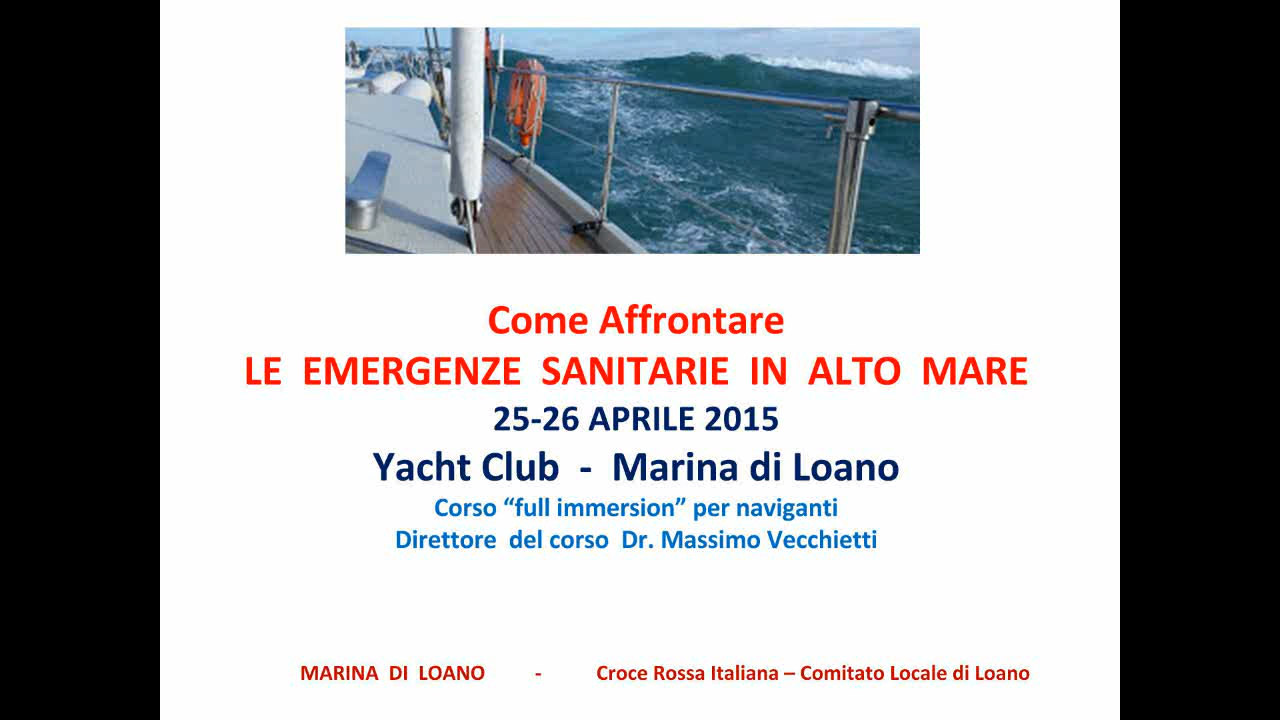 Come Affrontare
LE EMERGENZE SANITARIE IN ALTO MARE
25-26 APRILE 2015
Yacht Club - Marina di Loano
Corso “full immersion” per naviganti
Direttore del corso Dr. Massimo Vecchietti
MARINA DI LOANO - Croce Rossa Italiana – Comitato Locale di Loano